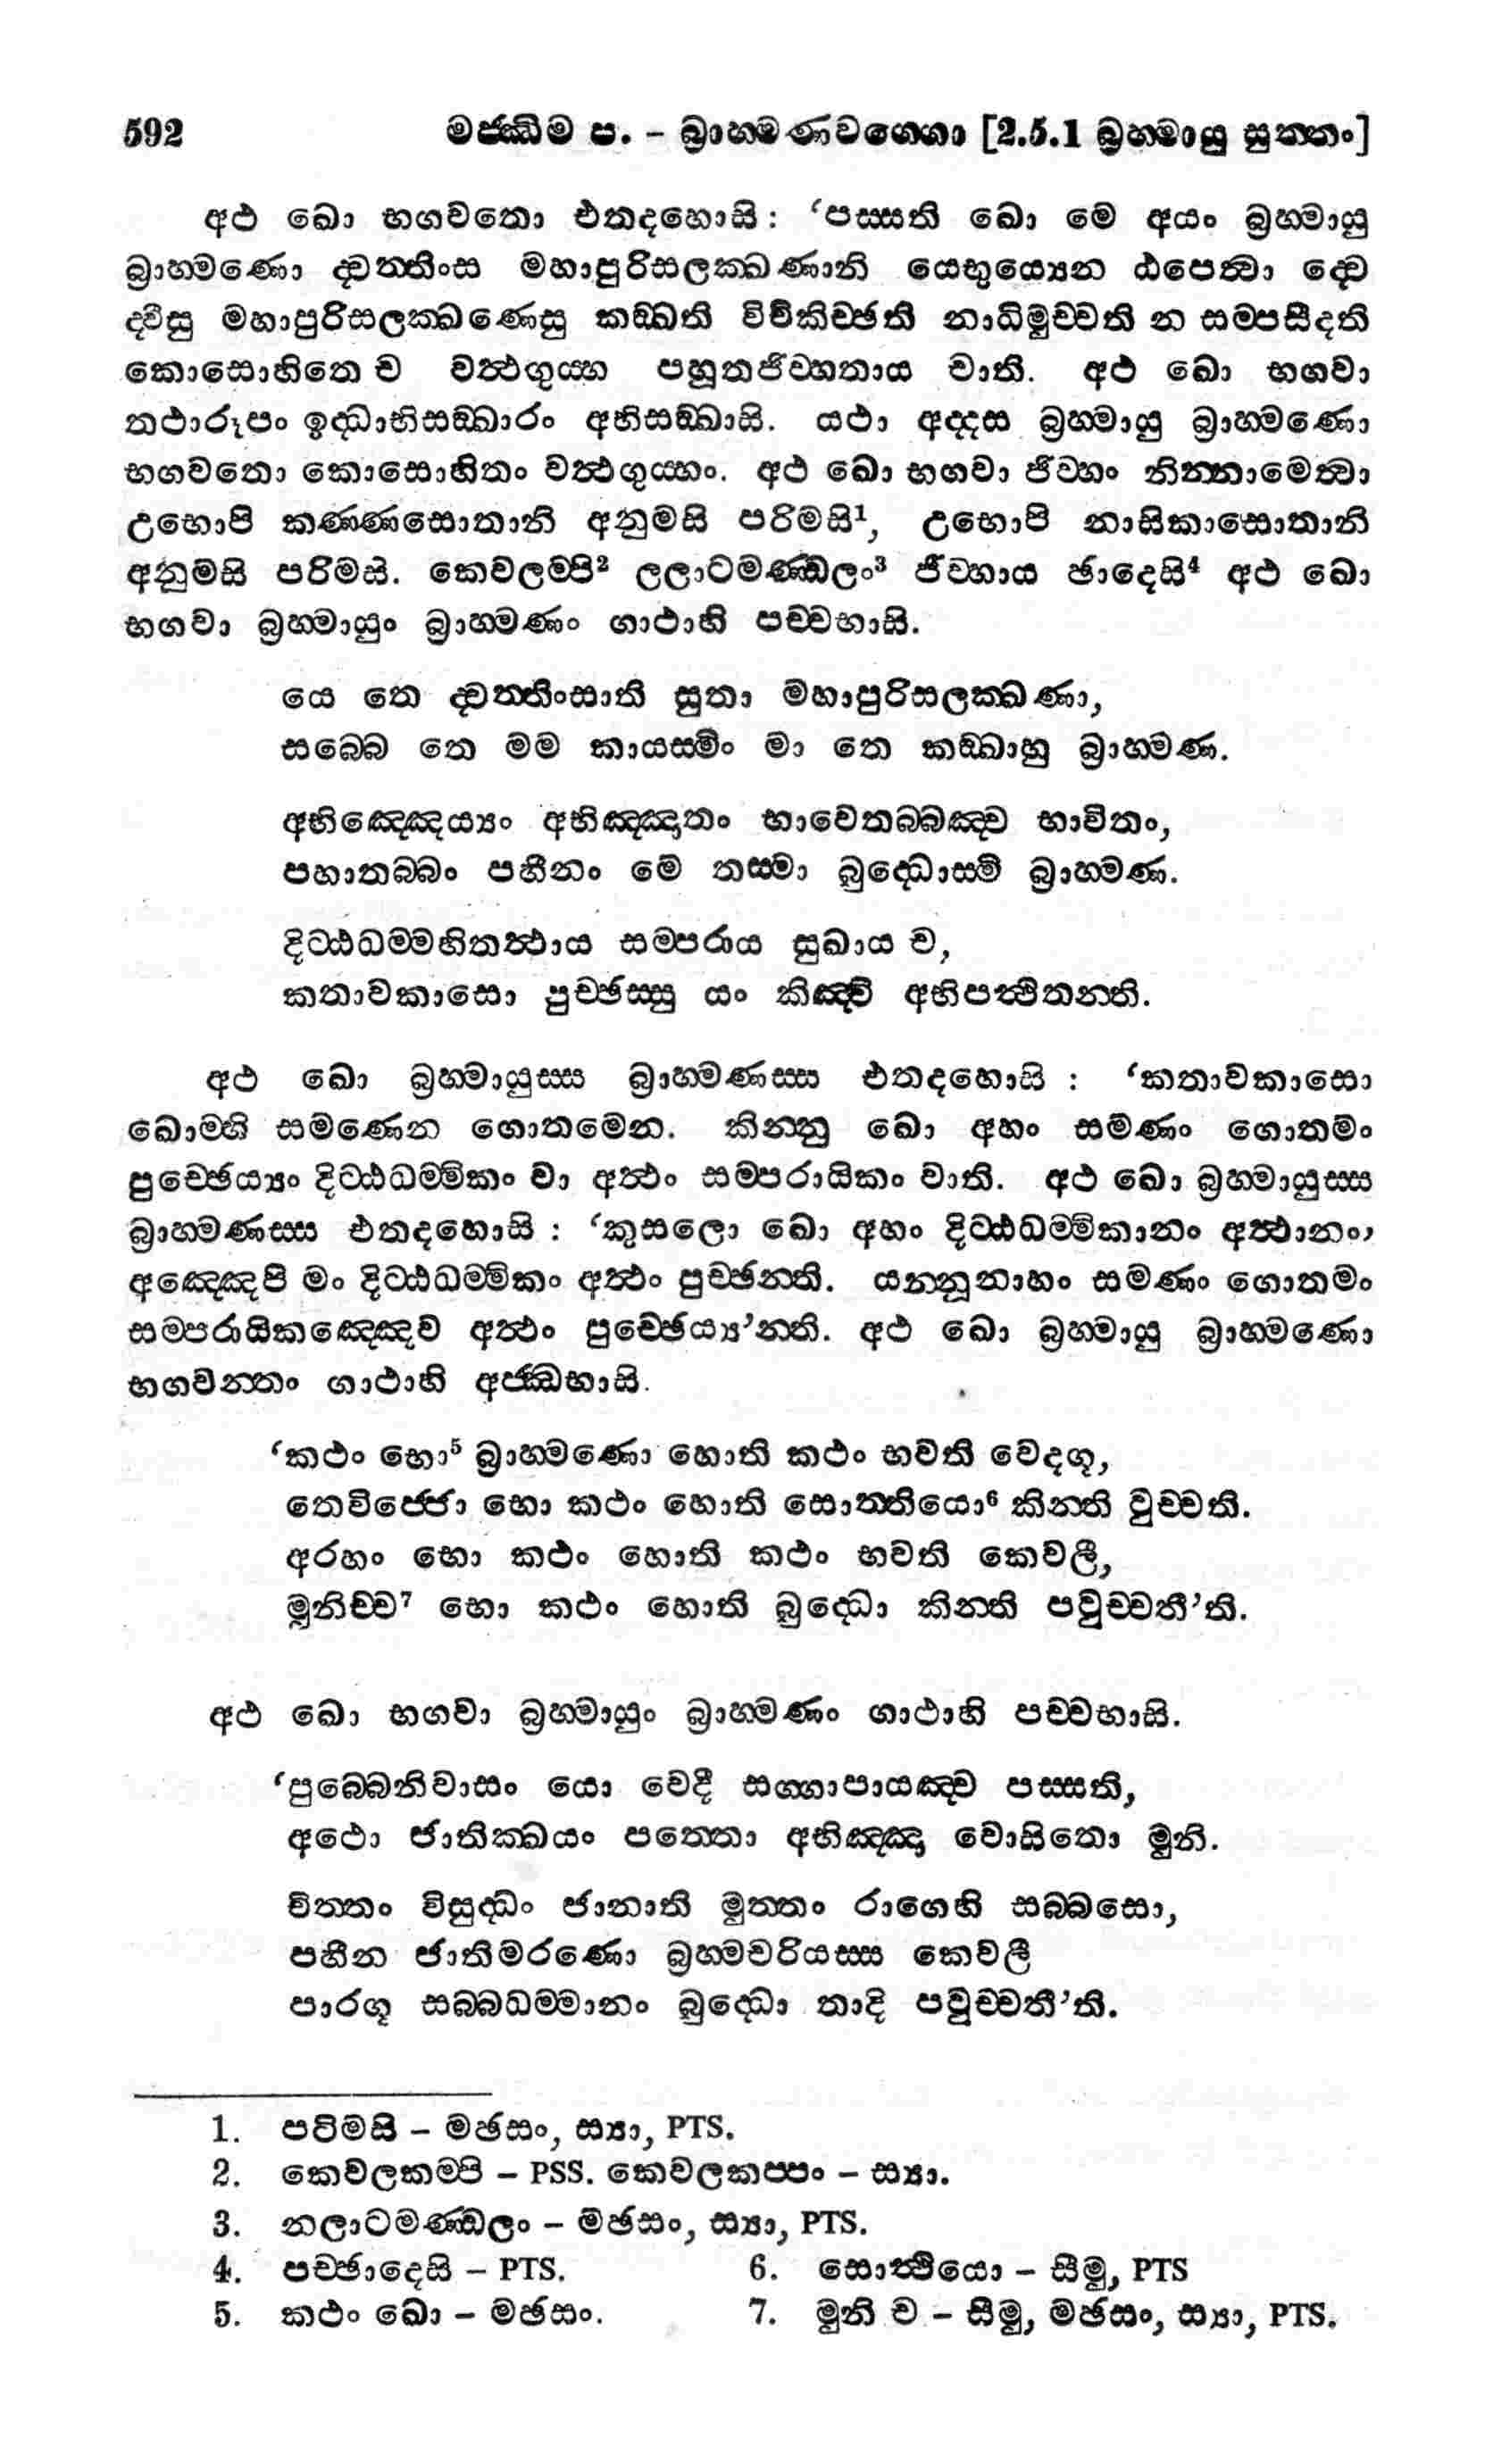 592 මජ්ඣිම ප. – බ්‍රාහ්මණවග්ගො [2.5.1 බ්‍රහ්මායු සුත්තං]
අථ ඛො භගවතො එතදහොසි: ‘පස්සති ඛො මෙ අයං බ්‍රහ්මායු
බ්‍රාහ්මණො ද්වත්තිංස මහාපුරිසලක්ඛණානි යෙභුය්‍යෙන ඨපෙත්වා ද්වෙ
ද්වීසු මහාපුරිසලක්ඛණෙසු කඞ්ඛති විචිකිච්ඡති නාධිමුච්චති න සම්පසීදති
කොසොහිතෙ ච වත්ථගුය්හ පහූතජිව්හතාය චාති. අථ ඛො භගවා
තථාරූපං ඉද්ධාභිසඞ්ඛාරං අභිසඞ්ඛාසි. යථා අද්දස බ්‍රහ්මායු බ්‍රාහ්මණො
භගවතො කොසොහිතං වත්ථගුය්හං. අථ ඛො භගවා ජිව්හං නින්නාමෙත්වා
උභොපි කණ්ණසොතානි අනුමසි පරිමසි¹, උභොපි නාසිකාසොතානි
අනුමසි පරිමසි. කෙවලම්පි² ලලාටමණ්ඩලං³ ජිව්හාය ඡාදෙසි⁴ අථ ඛො
භගවා බ්‍රහ්මායුං බ්‍රාහ්මණං ගාථාහි පච්චභාසි.
යෙ තෙ ද්වත්තිංසාති සුතා මහාපුරිසලක්ඛණා,
සබ්බෙ තෙ මම කායස්මිං මා තෙ කඞ්ඛාහු බ්‍රාහ්මණ.
අභිඤ්ඤෙය්‍යං අභිඤ්ඤාතං භාවෙතබ්බඤ්ච භාවිතං,
පහාතබ්බං පහීනං මෙ තස්මා බුද්ධොස්මි බ්‍රාහ්මණ.
දිට්ඨධම්මහිතත්ථාය සම්පරාය සුඛාය ච,
කතාවකාසො පුච්ඡස්සු යං කිඤ්චි අභිපත්ථිතන්ති.
අථ ඛො බ්‍රහ්මායුස්ස බ්‍රාහ්මණස්ස එතදහොසි : ‘කතාවකාසො
ඛොම්හි සමණෙන ගොතමෙන. කින්නු ඛො අහං සමණං ගොතමං
පුච්ඡෙය්‍යං දිට්ඨධම්මිකං වා අත්ථං සම්පරායිකං වාති. අථ ඛො බ්‍රහ්මායුස්ස
බ්‍රාහ්මණස්ස එතදහොසි : ‘කුසලො ඛො අහං දිට්ඨධම්මිකානං අත්ථානං,
අඤ්ඤෙපි මං දිට්ඨධම්මිකං අත්ථං පුච්ඡන්ති. යන්නූනාහං සමණං ගොතමං
සම්පරායිකඤ්ඤෙව අත්ථං පුච්ඡෙය්‍ය’න්ති. අථ ඛො බ්‍රහ්මායු බ්‍රාහ්මණො
භගවන්තං ගාථාහි අජ්ඣභාසි.
‘කථං භො⁵ බ්‍රාහ්මණො හොති කථං භවති වෙදගූ,
තෙවිජ්ජො භො කථං හොති සොත්තියො⁶ කින්ති වුච්චති.
අරහං භො කථං හොති කථං භවති කෙවලී,
මුනිච්ච⁷ භො කථං හොති බුද්ධො කින්ති පවුච්චතී’ති.
අථ ඛො භගවා බ්‍රහ්මායුං බ්‍රාහ්මණං ගාථාහි පච්චභාසි.
‘පුබ්බෙනිවාසං යො වෙදී සග්ගාපායඤ්ච පස්සති,
අථො ජාතික්ඛයං පත්තො අභිඤ්ඤා වොසිතො මුනි.
චිත්තං විසුද්ධං ජානාති මුත්තං රාගෙහි සබ්බසො,
පහීන ජාතිමරණො බ්‍රහ්මචරියස්ස කෙවලී
පාරගූ සබ්බධම්මානං බුද්ධො තාදි පවුච්චතී’ති.
1. පටිමසි – මඡසං, ස්‍යා, PTS.
2. කෙවලකම්පි – PSS. කෙවලකප්පං – ස්‍යා.
3. නලාටමණ්ඩලං – මඡසං, ස්‍යා, PTS.
4. පච්ඡාදෙසි – PTS. 6. සොත්ථියො – සීමු, PTS
5. කථං ඛො – මඡසං. 7. මුනි ච – සීමු, මඡසං, ස්‍යා, PTS.